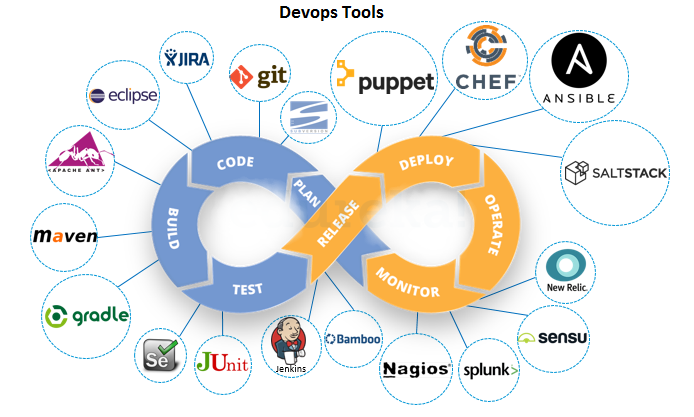 Devops Tools
JIRA
git
eclipse
SUBVERSION
puppet
CHEF
ANSIBLE
<APACHE ANT>
CODE
PLAN
DEPLOY
SALTSTACK
maven
BUILD
RELEASE
OPERATE
gradle
TEST
MONITOR
New Relic.
Se
JUnit
Jenkins
Bamboo
Nagios®
splunk>
sensu